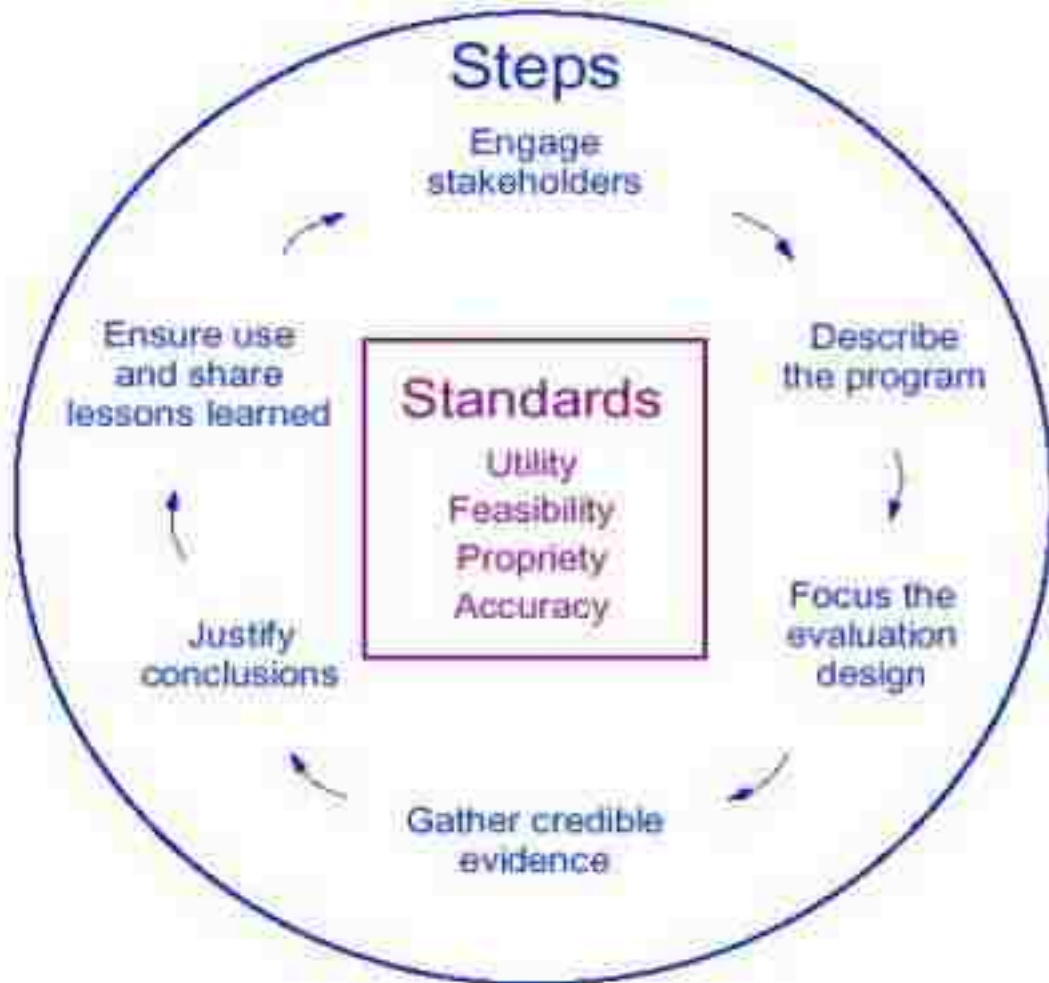 Steps
Engage
stakeholders
Describe
the program
Focus the
evaluation
design
Gather credible
evidence
Justify
conclusions
Ensure use
and share
lessons learned
Standards
Utility
Feasibility
Propriety
Accuracy